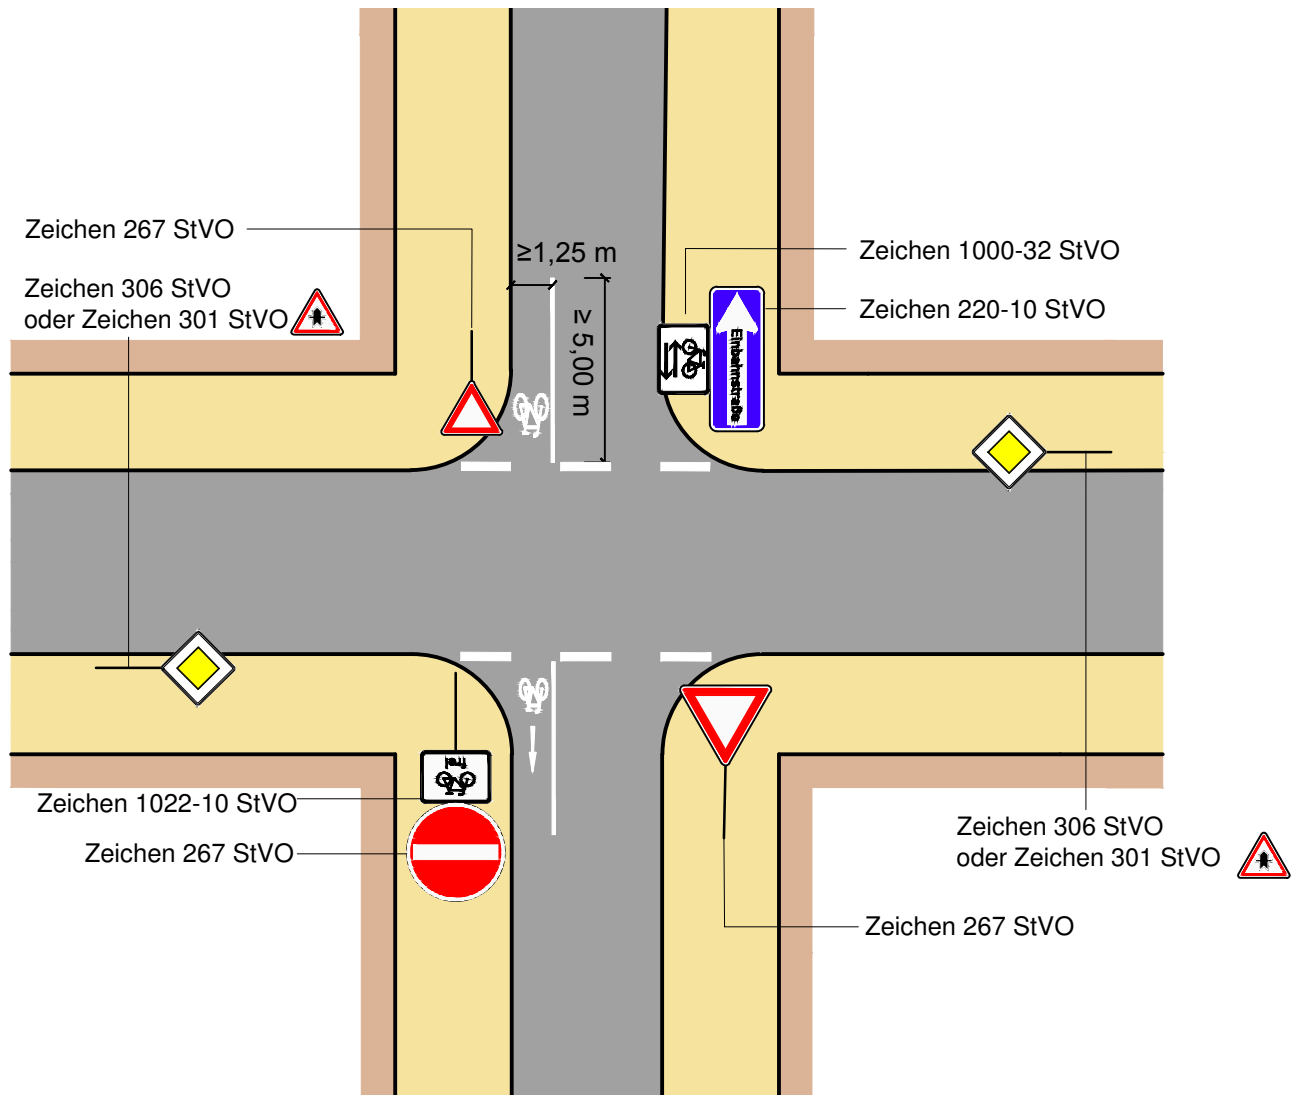 Zeichen 267 StVO
Zeichen 306 StVO
oder Zeichen 301 StVO
≥1,25 m
≥ 5,00 m
Zeichen 1000-32 StVO
Zeichen 220-10 StVO
Einbahnstraße
frei
Zeichen 1022-10 StVO
Zeichen 267 StVO
Zeichen 306 StVO
oder Zeichen 301 StVO
Zeichen 267 StVO